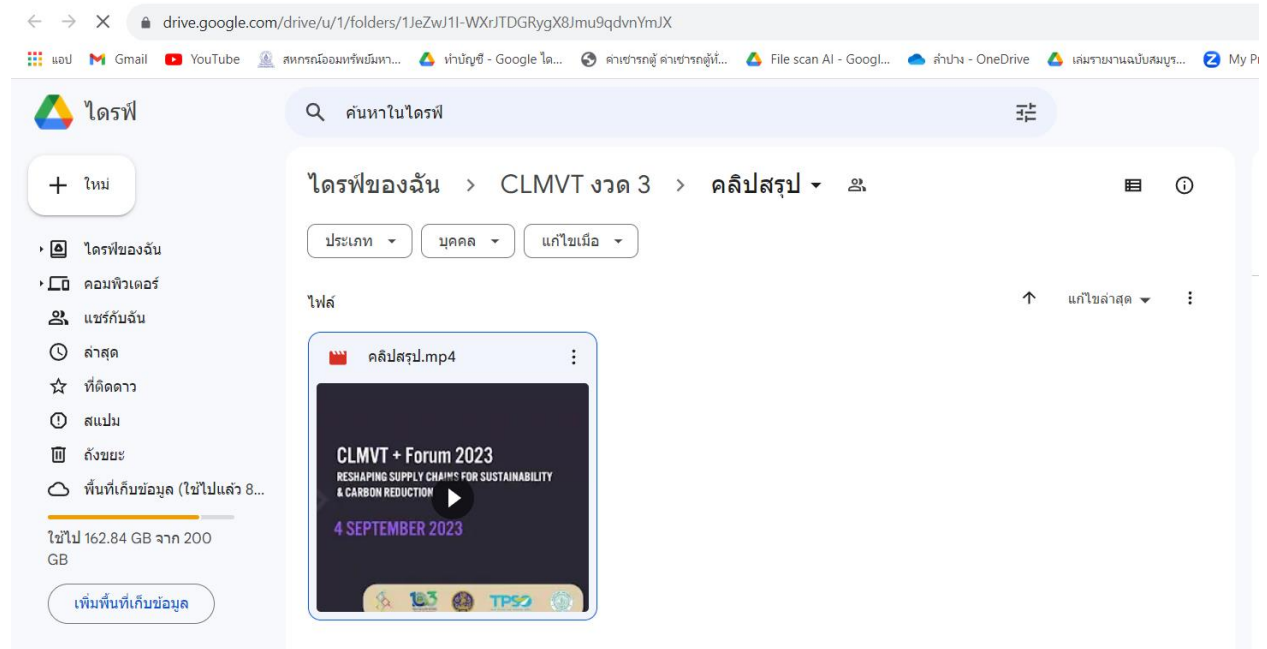 drive.google.com/drive/u/1/folders/1JeZwJ1I-WXrJTDGRygX8Jmu9qdvnYmJX
แอป Gmail YouTube สหกรณ์ออมทรัพย์มหา... ทำบัญชี - Google ได... ค่าเช่ารถตู้ ค่าเช่ารถตู้ทั้... File scan AI - Googl... ลำปาง - OneDrive เล่มรายงานฉบับสมบูร... My Pr
ไดรฟ์
ค้นหาในไดรฟ์
ใหม่
ไดรฟ์ของฉัน
คอมพิวเตอร์
แชร์กับฉัน
ล่าสุด
ที่ติดดาว
สแปม
ถังขยะ
พื้นที่เก็บข้อมูล (ใช้ไปแล้ว 8...
ใช้ไป 162.84 GB จาก 200
GB
เพิ่มพื้นที่เก็บข้อมูล
ไดรฟ์ของฉัน > CLMVT งวด 3 > คลิปสรุป
ประเภท บุคคล แก้ไขเมื่อ
ไฟล์
แก้ไขล่าสุด
คลิปสรุป.mp4
CLMVT + Forum 2023
RESHAPING SUPPLY CHAINS FOR SUSTAINABILITY
& CARBON REDUCTION
4 SEPTEMBER 2023
TPSO